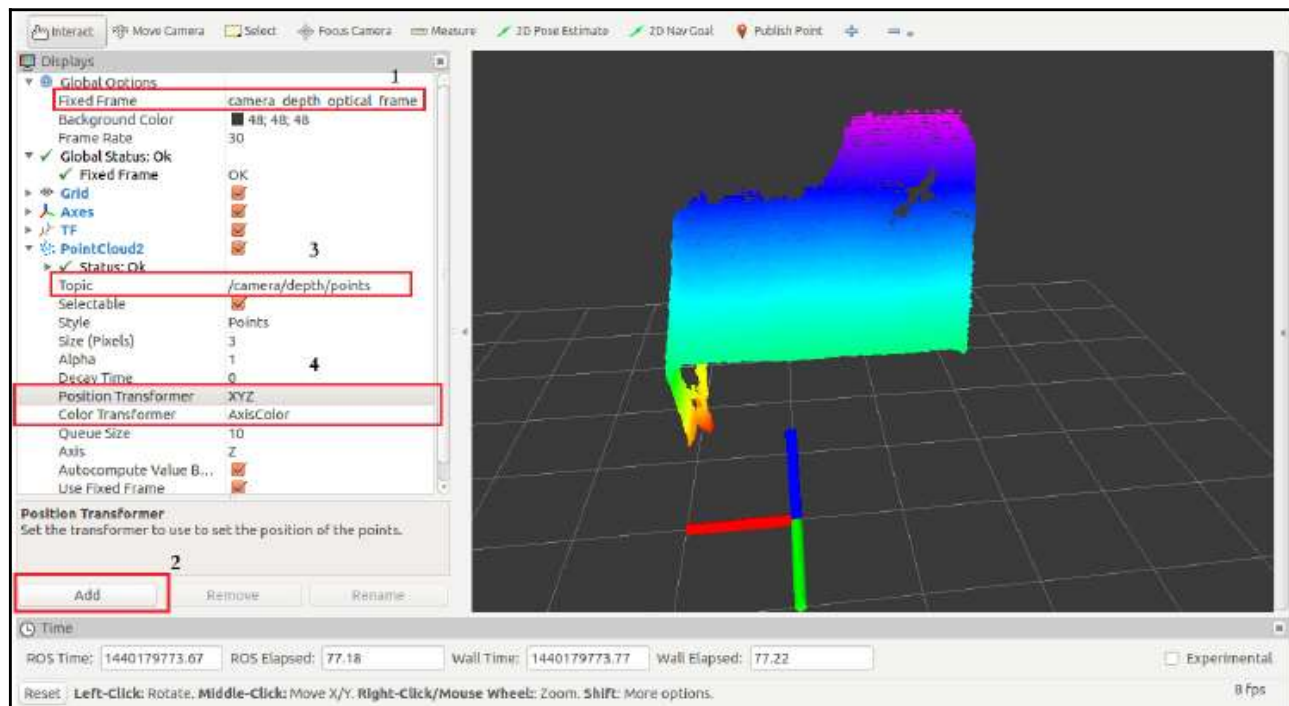 Interact Move Camera Select Focus Camera Measure 2D Pose Estimate 2D Nav Goal Publish Point
Displays
1
Global Options
Fixed Frame camera_depth_optical_frame
Background Color 48; 48; 48
Frame Rate 30
Global Status: Ok
Fixed Frame OK
Grid
Axes
TF
PointCloud2
3
Status: Ok
Topic /camera/depth/points
Selectable
Style Points
Size (Pixels) 3
Alpha 1
4
Decay Time 0
Position Transformer XYZ
Color Transformer AxisColor
Queue Size 10
Axis Z
Autocompute Value B...
Use Fixed Frame
Position Transformer
Set the transformer to use to set the position of the points.
2
Add Remove Rename
Time
ROS Time: 1440179773.67 ROS Elapsed: 77.18 Wall Time: 1440179773.77 Wall Elapsed: 77.22 Experimental
Reset Left-Click: Rotate. Middle-Click: Move X/Y. Right-Click/Mouse Wheel: Zoom. Shift: More options. 8 fps